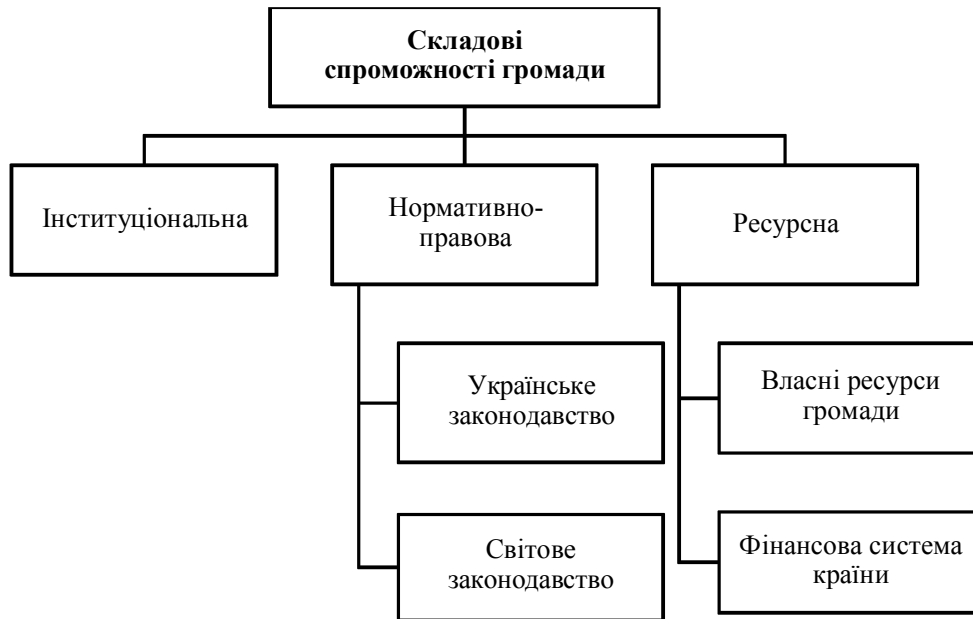 Складові
спроможності громади
Інституціональна
Нормативно-
правова
Ресурсна
Українське
законодавство
Власні ресурси
громади
Світове
законодавство
Фінансова система
країни